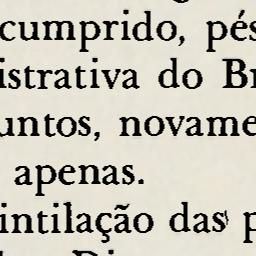 cumprido, pés
istrativa do Br
untos, novame
apenas.
intilação das p